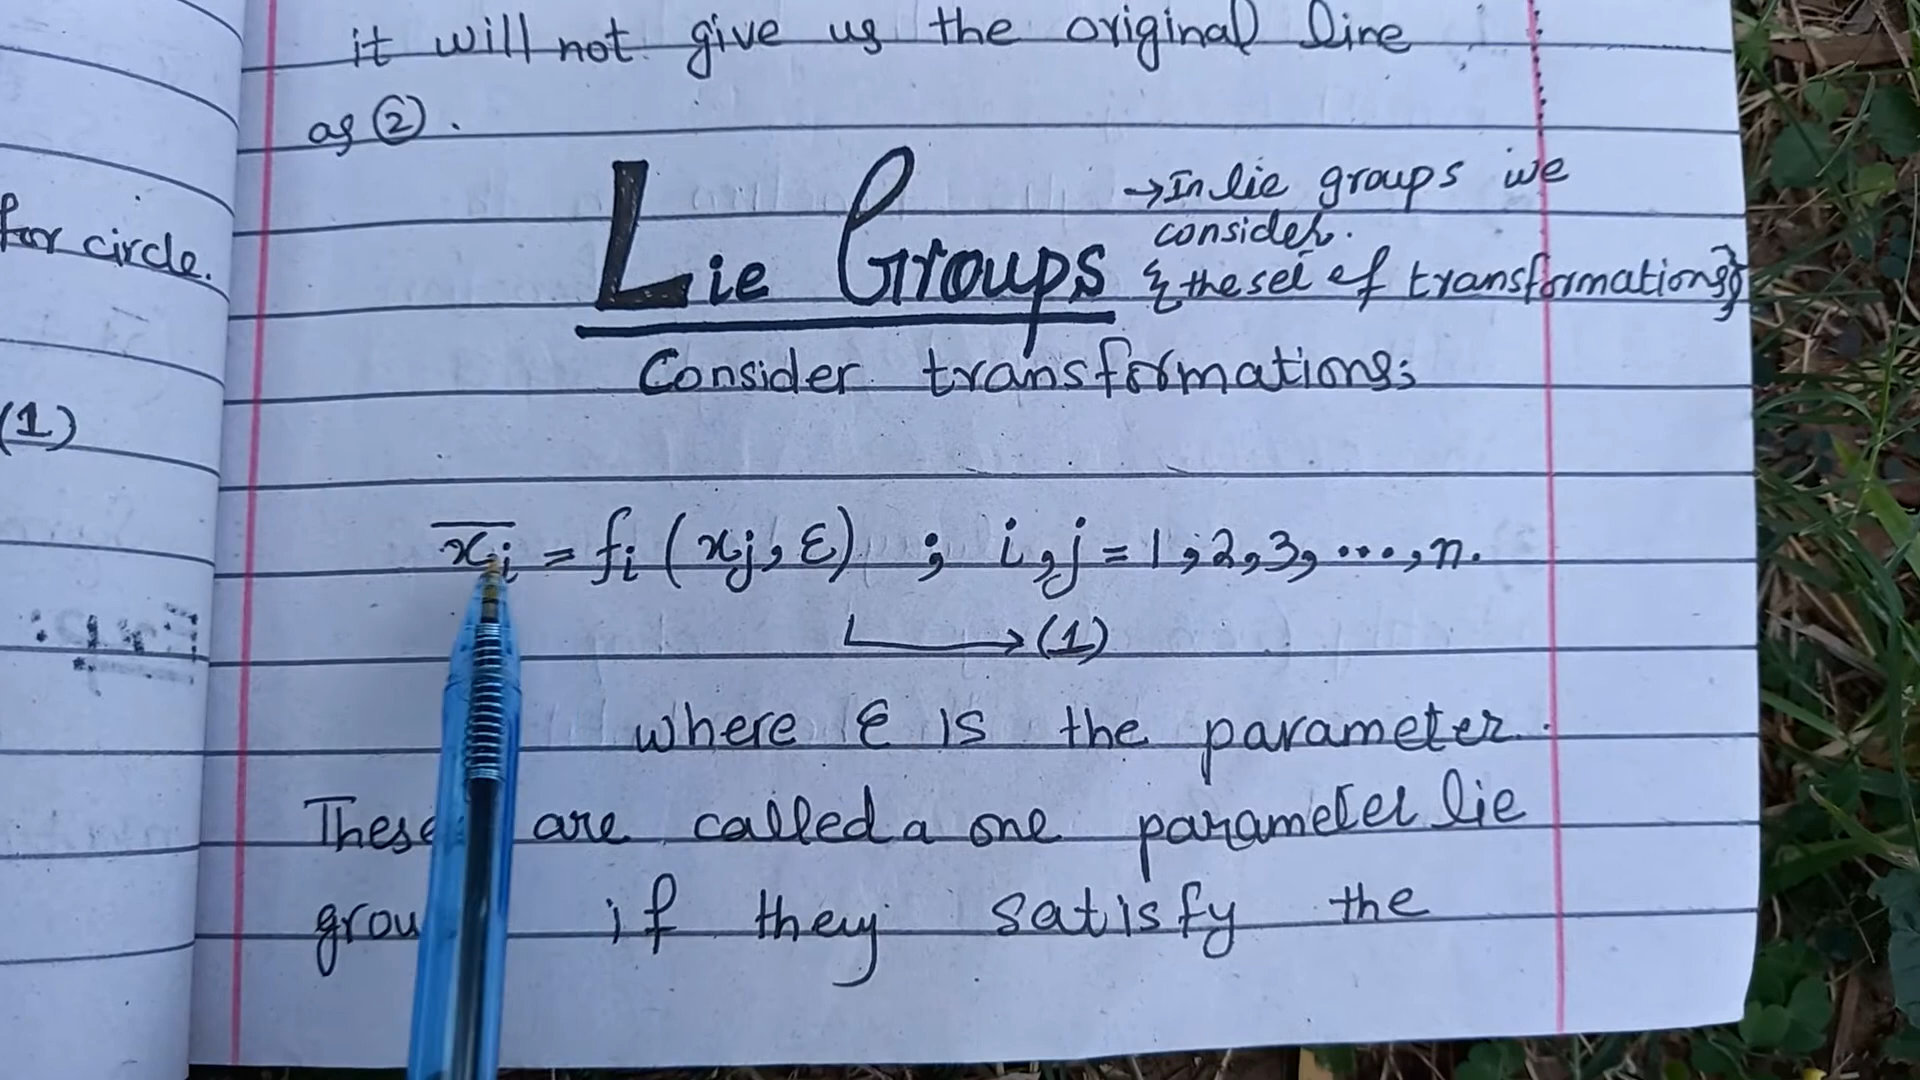 it will not give us the original line
as ② .
for circle.
Lie Groups
→In lie groups we
consider.
{ the set of transformations}
Consider transformations:
(1)
x̅ᵢ = fᵢ (xⱼ, ε) ; i, j = 1, 2, 3, ..., n.
→ (1)
where ε is the parameter.
These are called a one parameter lie
grou if they satisfy the